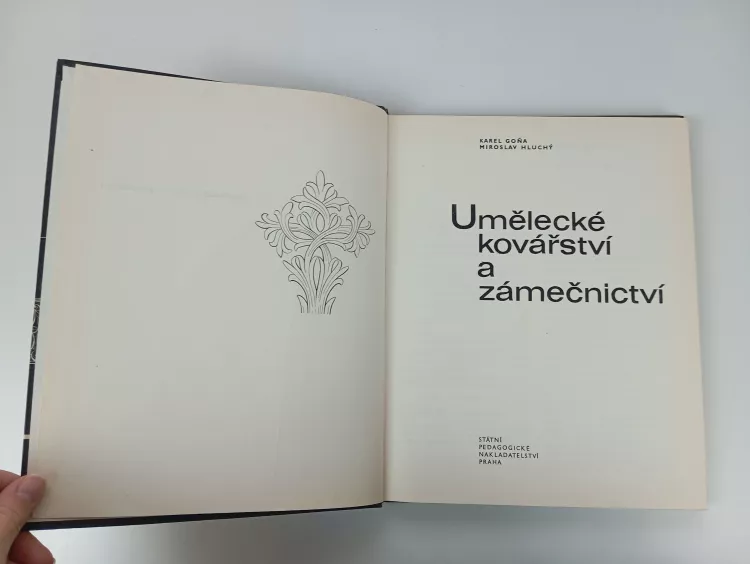 KAREL GOŇA
MIROSLAV HLUCHÝ
Umělecké
kovářství
a
zámečnictví
STÁTNÍ
PEDAGOGICKÉ
NAKLADATELSTVÍ
PRAHA